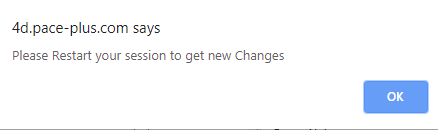 4d.pace-plus.com says
Please Restart your session to get new Changes
OK